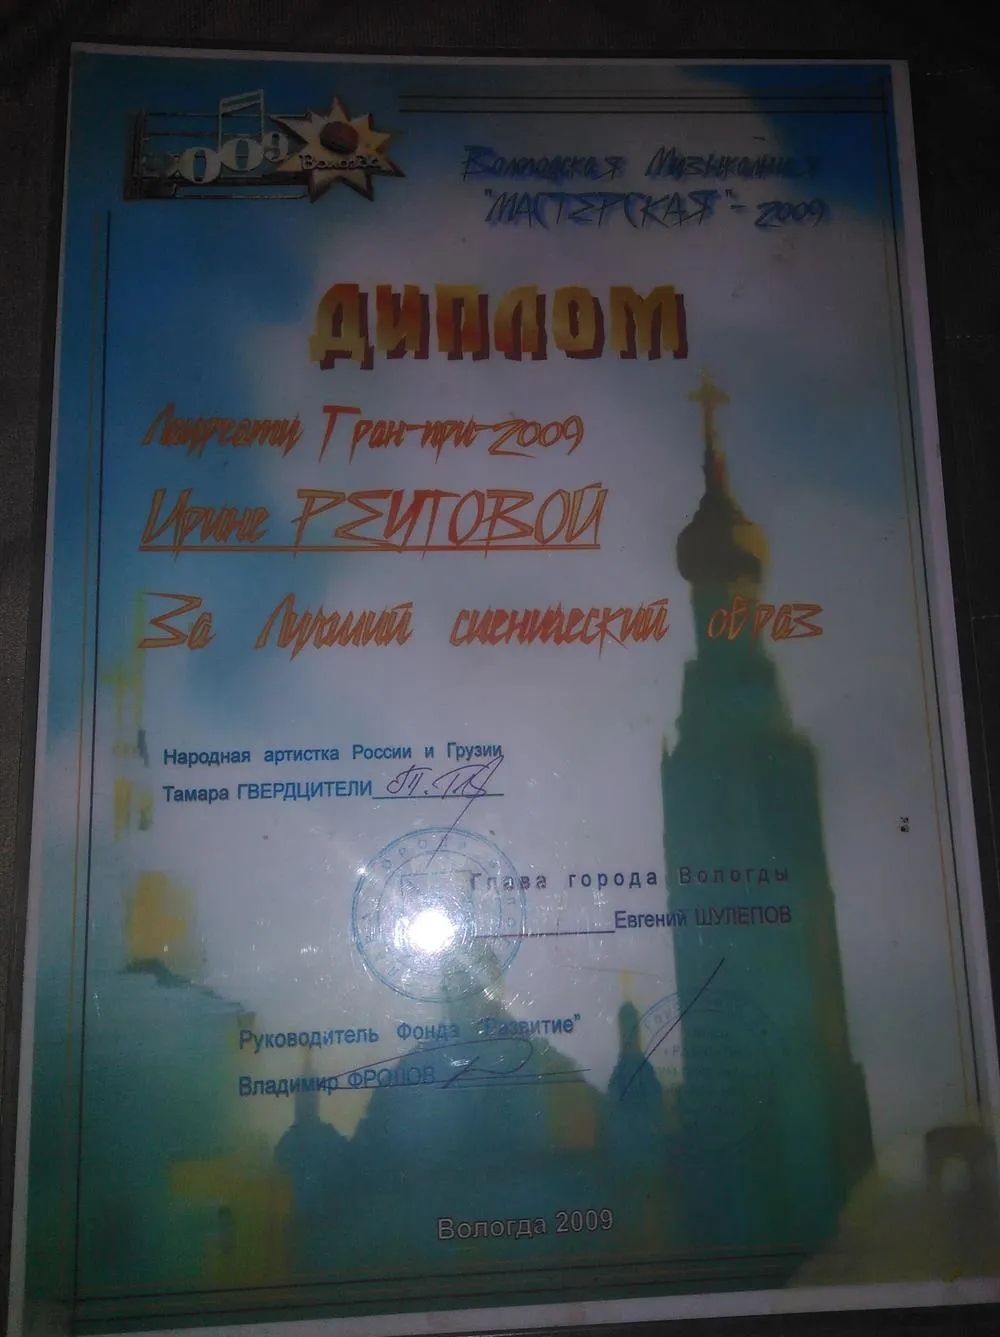 2009 Вологда
Вологодская Музыкальная
"МАСТЕРСКАЯ"- 2009
ДИПЛОМ
Лауреату Гран-при-2009
Ирине РЕУТОВОЙ
За Лучший сценический образ
Народная артистка России и Грузии
Тамара ГВЕРДЦИТЕЛИ
Глава города Вологды
Евгений ШУЛЕПОВ
Руководитель Фонда "Развитие"
Владимир ФРОЛОВ
Вологда 2009